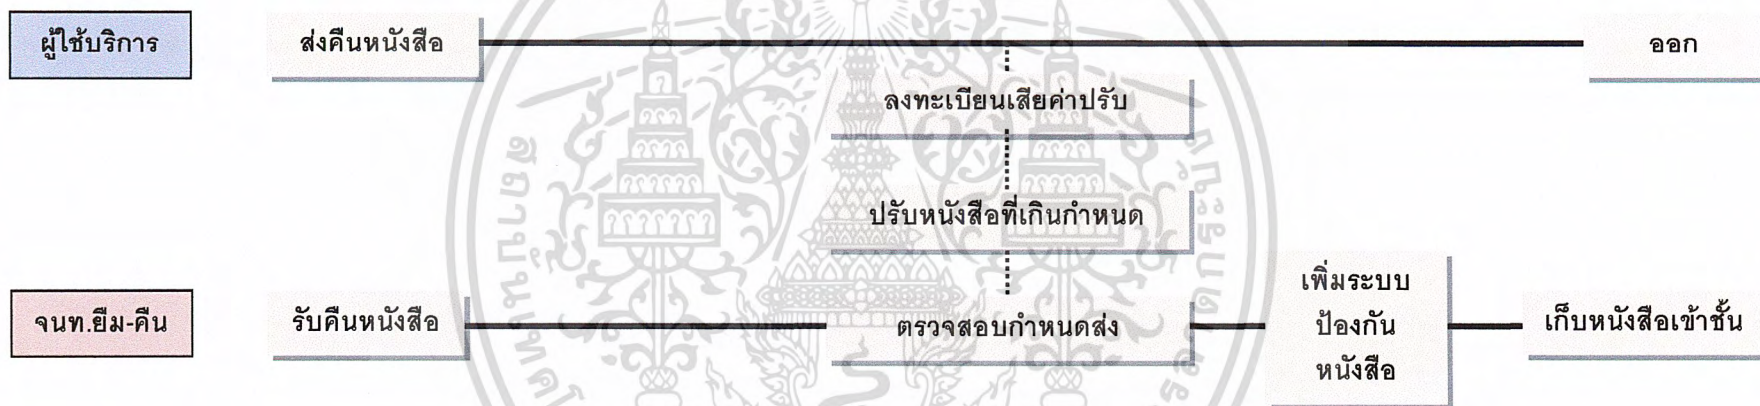 ผู้ใช้บริการ
ส่งคืนหนังสือ
ออก
ลงทะเบียนเสียค่าปรับ
ปรับหนังสือที่เกินกำหนด
จนท.ยืม-คืน
รับคืนหนังสือ
ตรวจสอบกำหนดส่ง
เพิ่มระบบ
ป้องกัน
หนังสือ
เก็บหนังสือเข้าชั้น